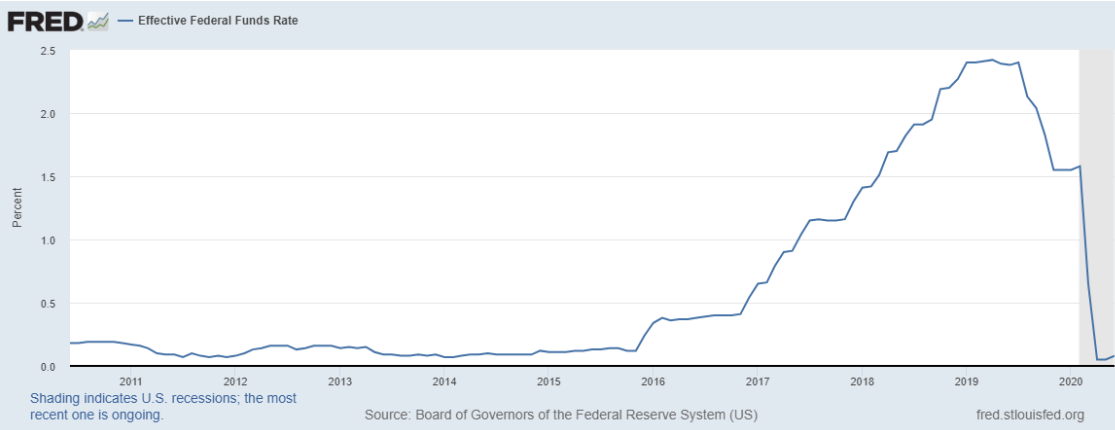 FRED
Effective Federal Funds Rate
2.5
2.0
1.5
1.0
0.5
0.0
Percent
2011 2012 2013 2014 2015 2016 2017 2018 2019 2020
Shading indicates U.S. recessions; the most
recent one is ongoing.
Source: Board of Governors of the Federal Reserve System (US)
fred.stlouisfed.org